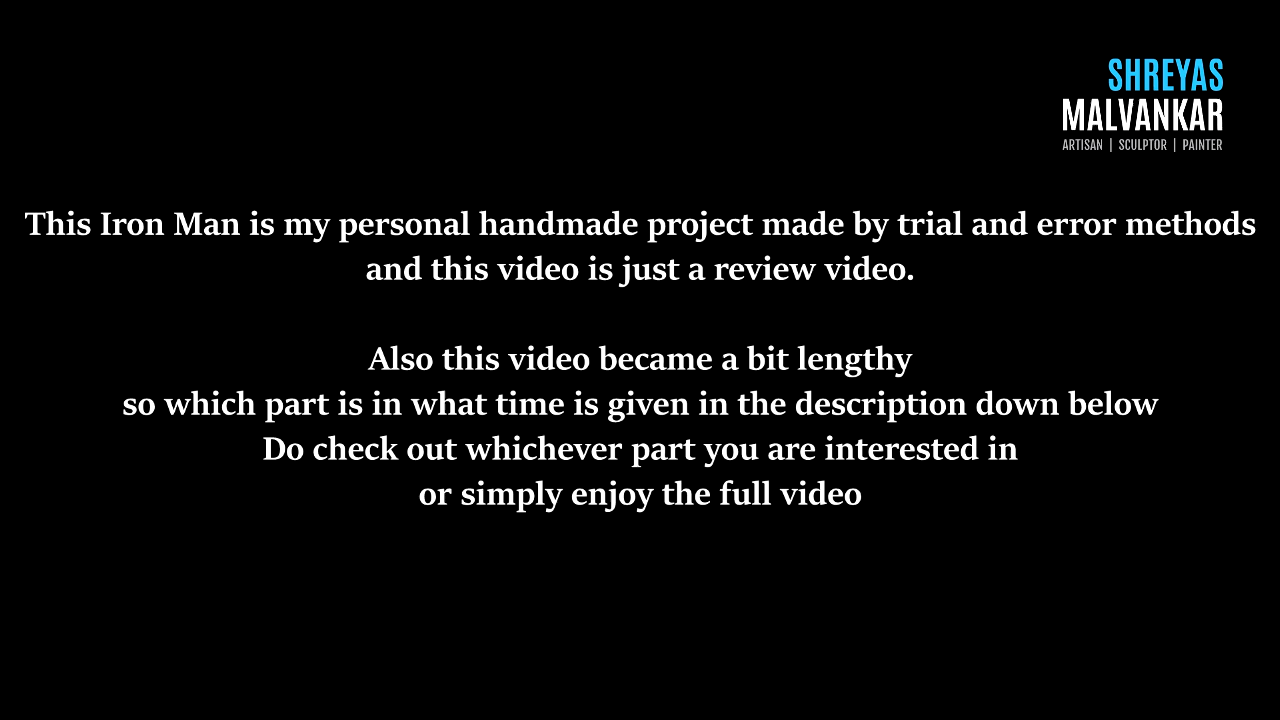 SHREYAS
MALVANKAR
ARTISAN | SCULPTOR | PAINTER
This Iron Man is my personal handmade project made by trial and error methods
and this video is just a review video.
Also this video became a bit lengthy
so which part is in what time is given in the description down below
Do check out whichever part you are interested in
or simply enjoy the full video